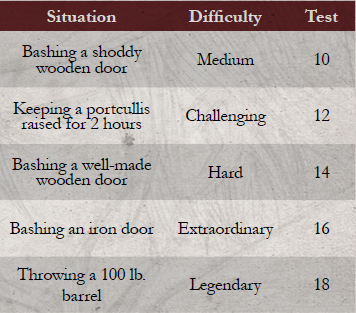 Situation Difficulty Test
Bashing a shoddy
wooden door Medium 10
Keeping a portcullis
raised for 2 hours Challenging 12
Bashing a well-made
wooden door Hard 14
Bashing an iron door Extraordinary 16
Throwing a 100 lb.
barrel Legendary 18